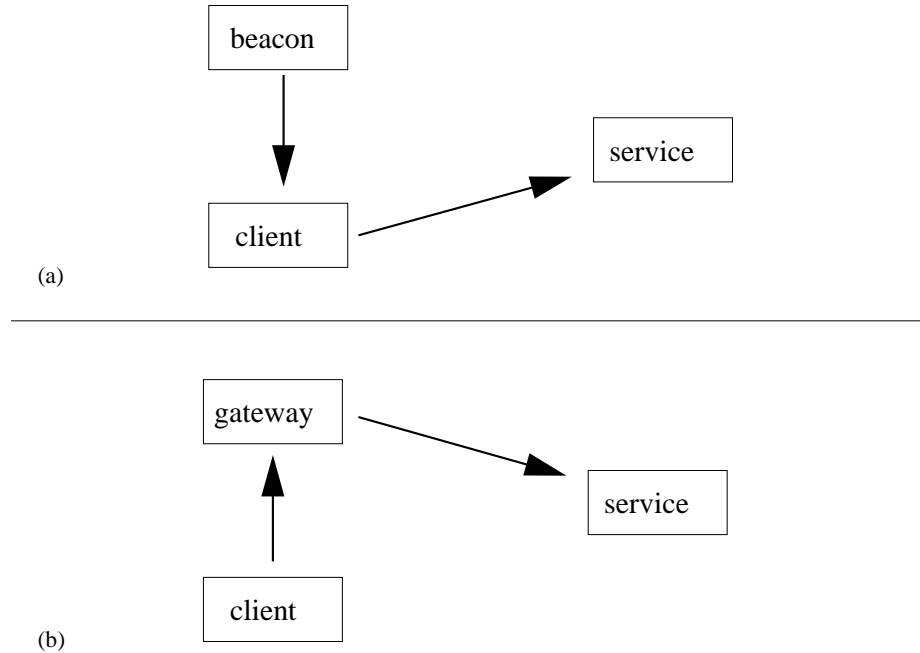 beacon
service
client
(a)
gateway
service
client
(b)